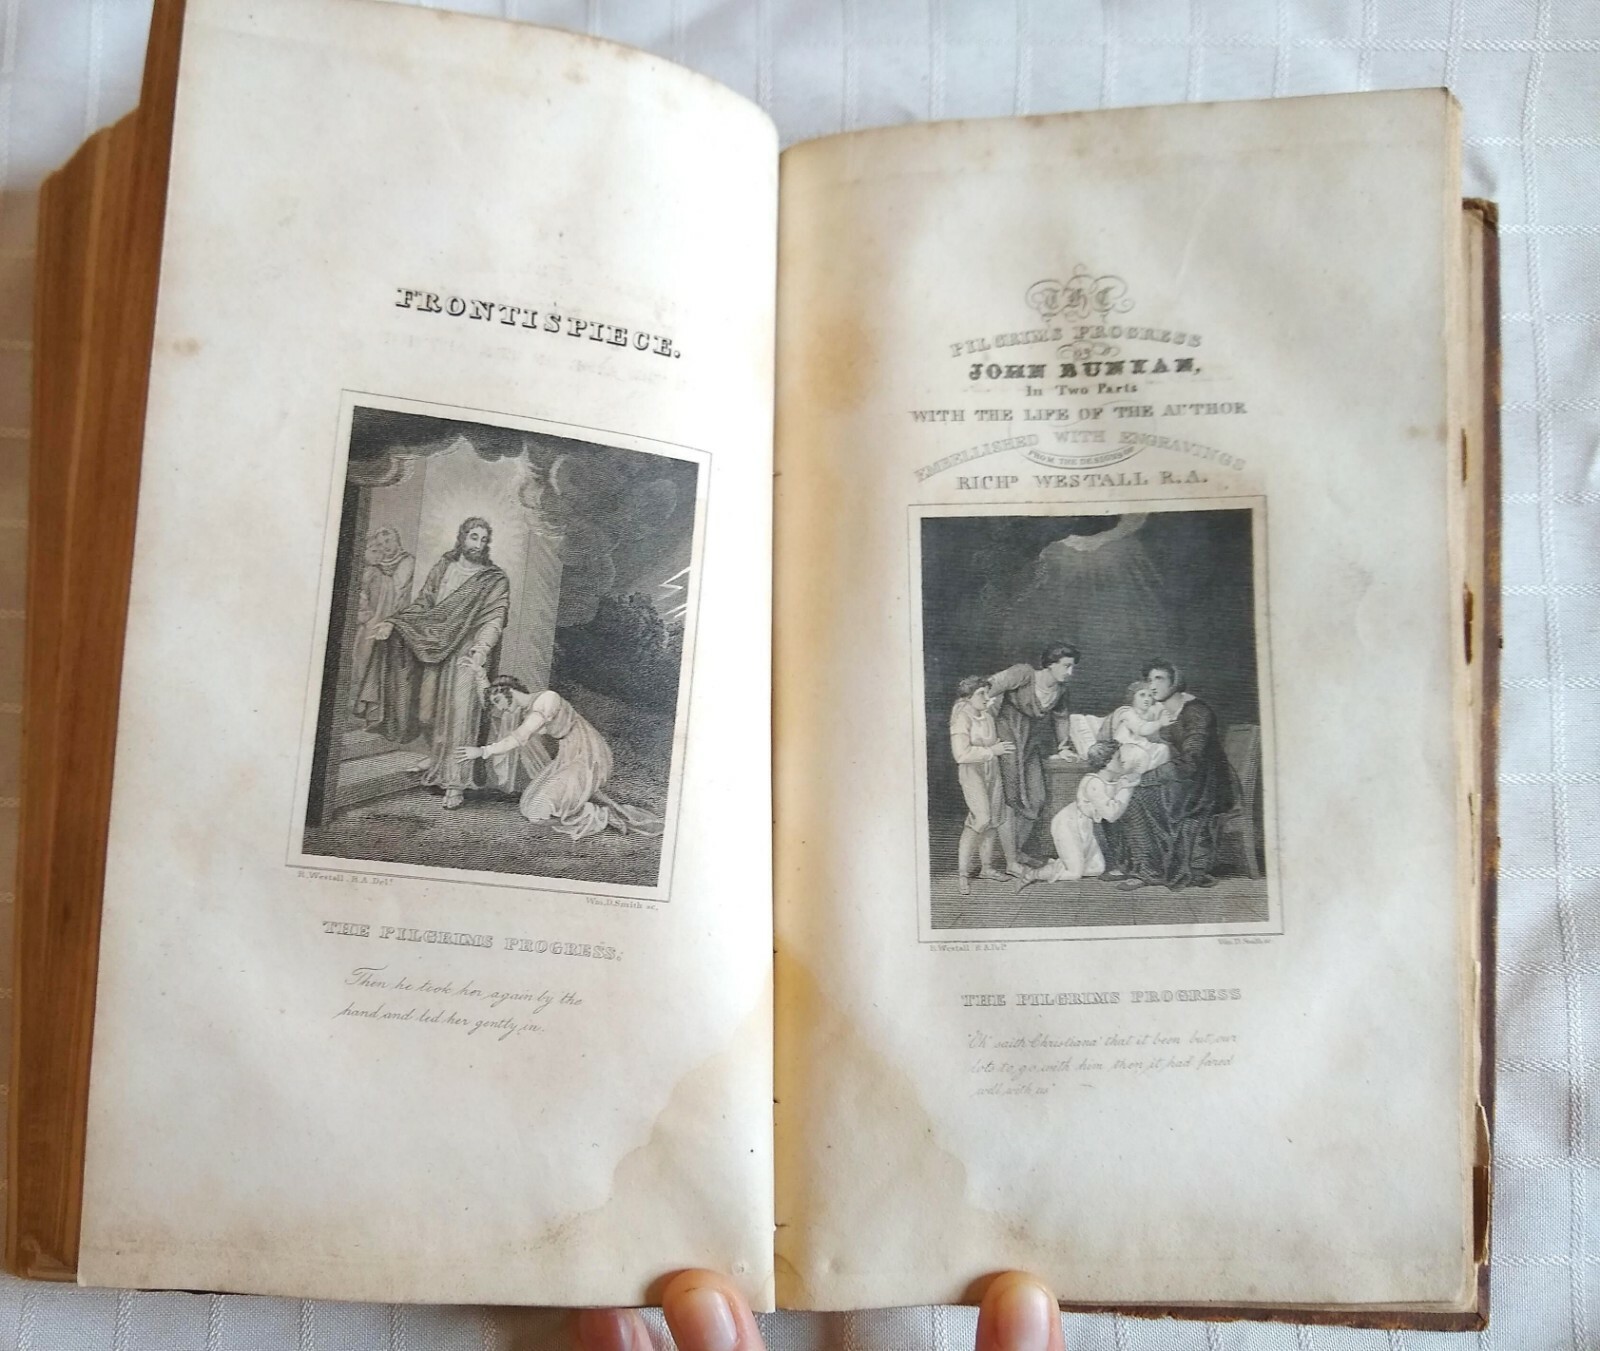 FRONTISPIECE.
R. Westall. R.A. Delt.
Wm. D. Smith sc.
THE PILGRIMS PROGRESS.
Then he took her again by the
hand and led her gently in.
THE
PILGRIMS PROGRESS
OF
JOHN BUNYAN,
In Two Parts
WITH THE LIFE OF THE AUTHOR
EMBELLISHED WITH ENGRAVINGS
FROM THE DESIGNS OF
RICHD WESTALL R.A.
R. Westall R.A. Delt.
Wm. D. Smith sc.
THE PILGRIMS PROGRESS
"Oh" saith Christiana "that it been but our
lots to go with him, then it had fared
well with us"